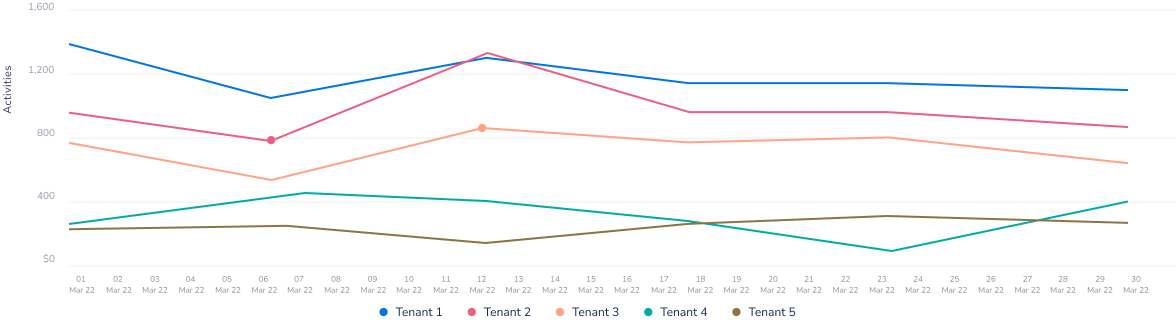 1,600
1,200
800
400
$0
Activities
01 02 03 04 05 06 07 08 09 10 11 12 13 14 15 16 17 18 19 20 21 22 23 24 25 26 27 28 29 30
Mar 22 Mar 22 Mar 22 Mar 22 Mar 22 Mar 22 Mar 22 Mar 22 Mar 22 Mar 22 Mar 22 Mar 22 Mar 22 Mar 22 Mar 22 Mar 22 Mar 22 Mar 22 Mar 22 Mar 22 Mar 22 Mar 22 Mar 22 Mar 22 Mar 22 Mar 22 Mar 22 Mar 22 Mar 22 Mar 22
Tenant 1 Tenant 2 Tenant 3 Tenant 4 Tenant 5